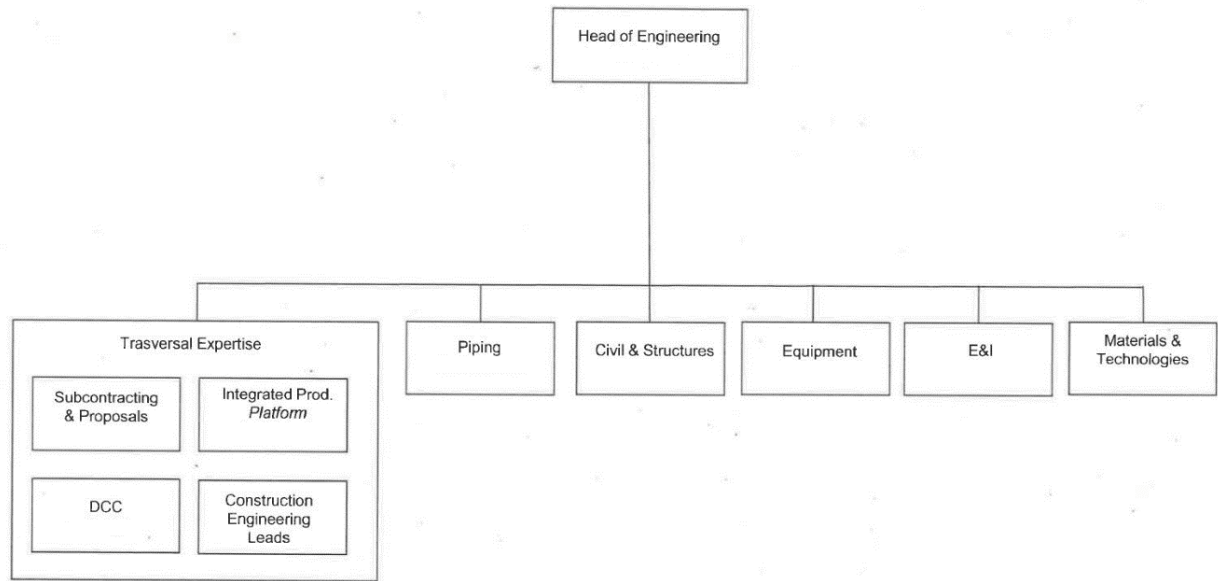 Head of Engineering
Trasversal Expertise
Piping
Civil & Structures
Equipment
E&I
Materials &
Technologies
Subcontracting
& Proposals
Integrated Prod.
Platform
DCC
Construction
Engineering
Leads